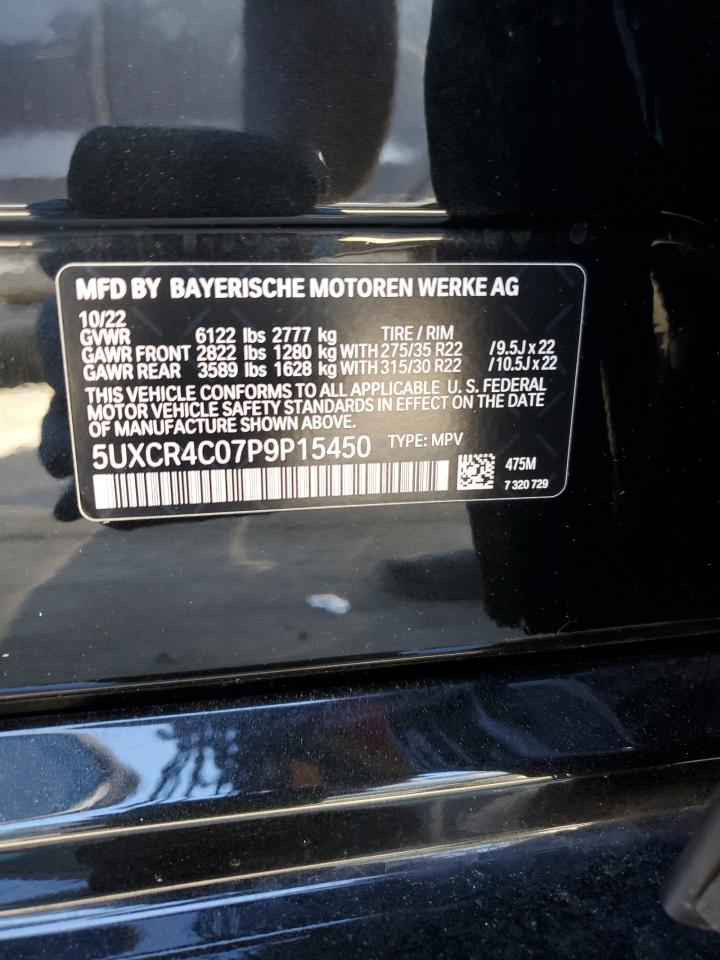 MFD BY BAYERISCHE MOTOREN WERKE AG
10/22
GVWR 6122 lbs 2777 kg TIRE / RIM
GAWR FRONT 2822 lbs 1280 kg WITH 275/35 R22 /9.5J x 22
GAWR REAR 3589 lbs 1628 kg WITH 315/30 R22 /10.5J x 22
THIS VEHICLE CONFORMS TO ALL APPLICABLE U. S. FEDERAL
MOTOR VEHICLE SAFETY STANDARDS IN EFFECT ON THE DATE
OF MANUFACTURE SHOWN ABOVE.
5UXCR4C07P9P15450 TYPE: MPV
475M
7 320 729